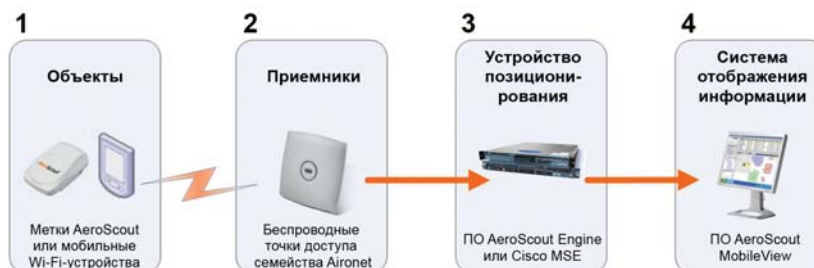 1
Объекты
Метки AeroScout
или мобильные
Wi-Fi-устройства
2
Приемники
Беспроводные
точки доступа
семейства Aironet
3
Устройство
позициони-
рования
ПО AeroScout Engine
или Cisco MSE
4
Система
отображения
информации
ПО AeroScout
MobileView